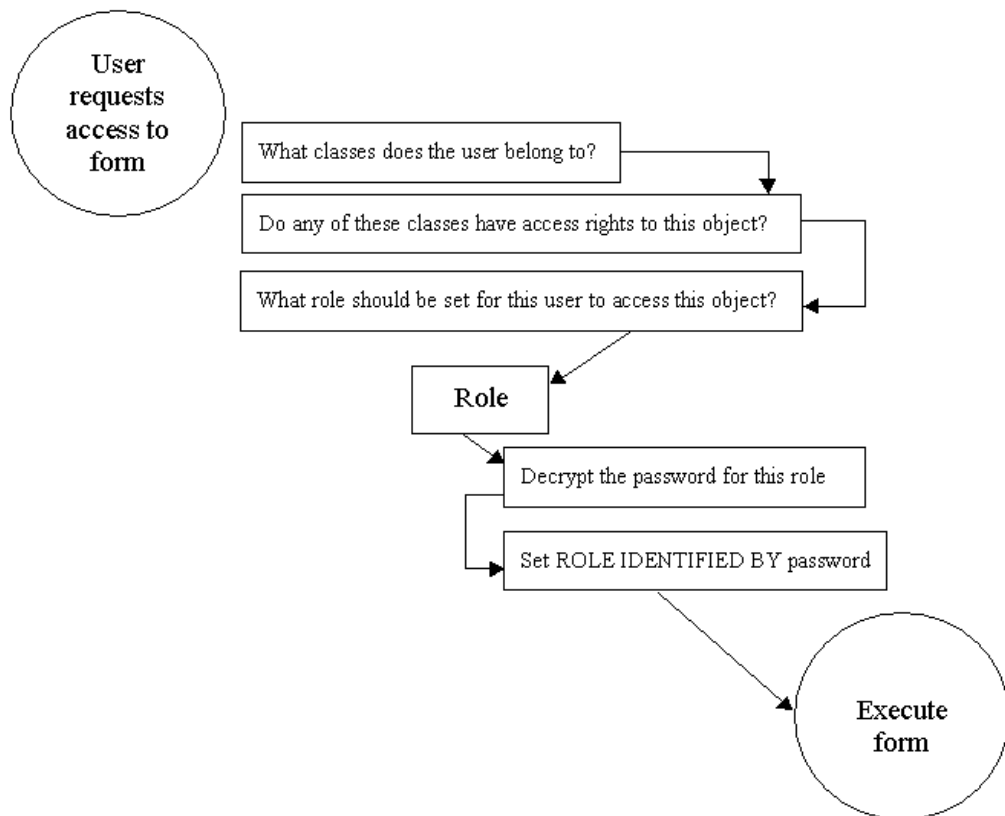 User
requests
access to
form
What classes does the user belong to?
Do any of these classes have access rights to this object?
What role should be set for this user to access this object?
Role
Decrypt the password for this role
Set ROLE IDENTIFIED BY password
Execute
form